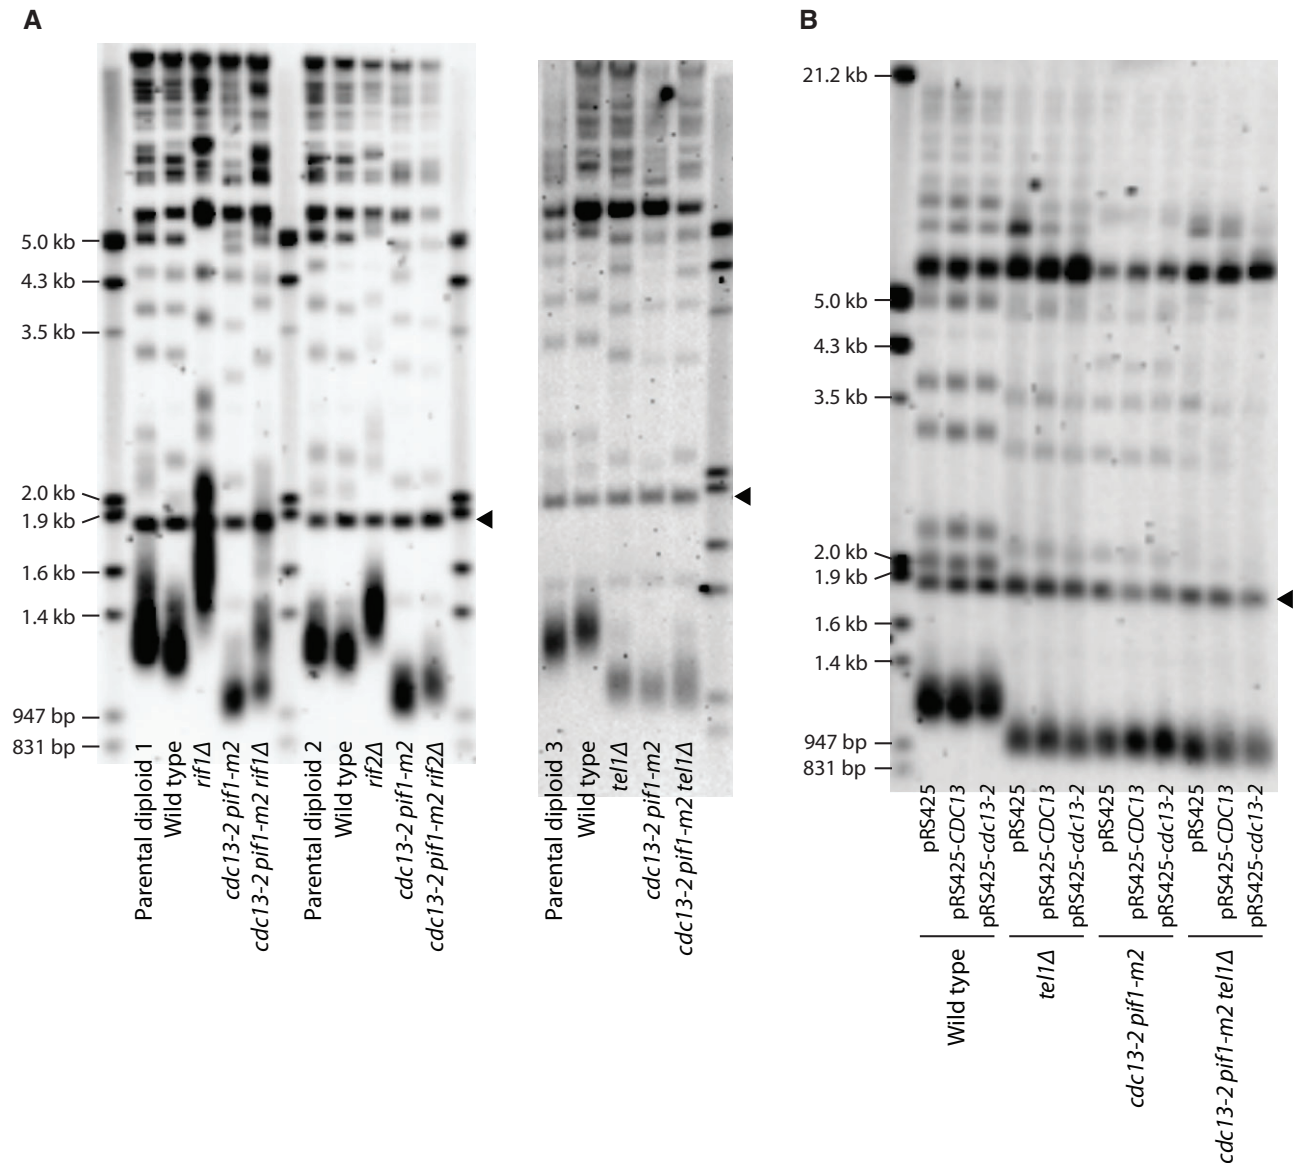 A
5.0 kb
4.3 kb
3.5 kb
2.0 kb
1.9 kb
1.6 kb
1.4 kb
947 bp
831 bp
Parental diploid 1
Wild type
rif1Δ
cdc13-2 pif1-m2
cdc13-2 pif1-m2 rif1Δ
Parental diploid 2
Wild type
rif2Δ
cdc13-2 pif1-m2
cdc13-2 pif1-m2 rif2Δ
Parental diploid 3
Wild type
tel1Δ
cdc13-2 pif1-m2
cdc13-2 pif1-m2 tel1Δ
B
21.2 kb
5.0 kb
4.3 kb
3.5 kb
2.0 kb
1.9 kb
1.6 kb
1.4 kb
947 bp
831 bp
pRS425
pRS425-CDC13
pRS425-cdc13-2
pRS425
pRS425-CDC13
pRS425-cdc13-2
pRS425
pRS425-CDC13
pRS425-cdc13-2
pRS425
pRS425-CDC13
pRS425-cdc13-2
Wild type
tel1Δ
cdc13-2 pif1-m2
cdc13-2 pif1-m2 tel1Δ